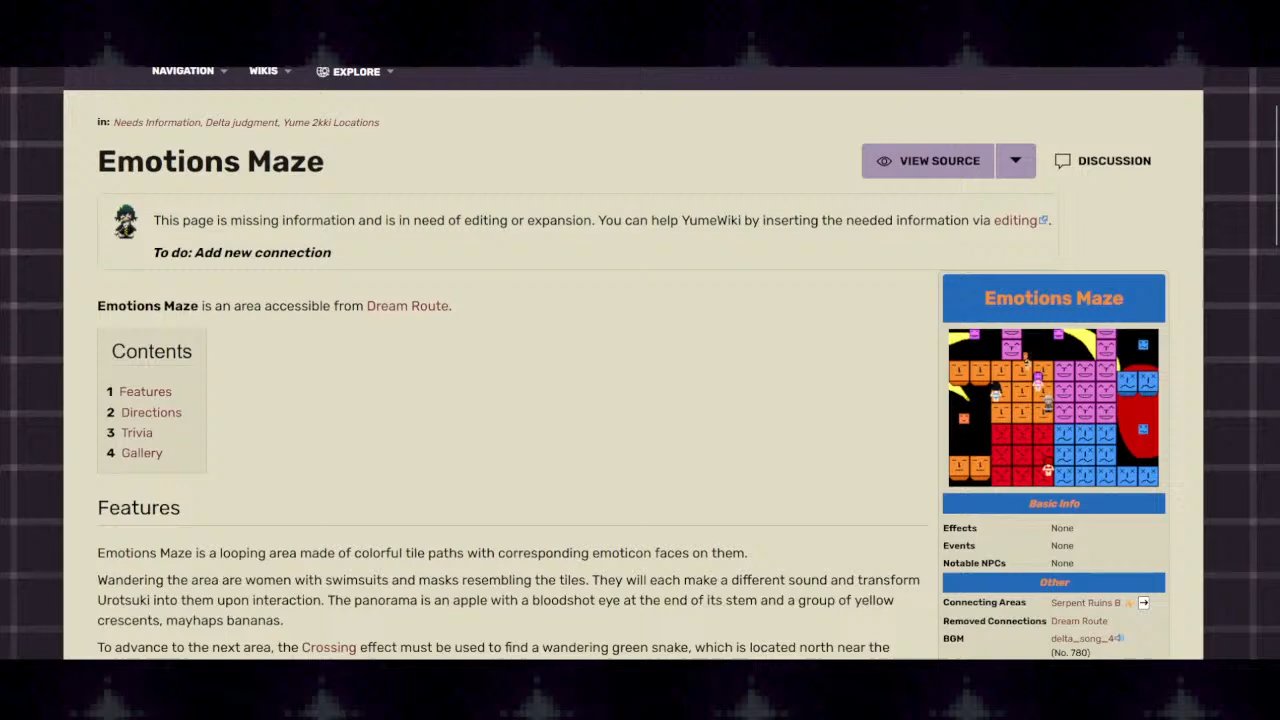 NAVIGATION WIKIS EXPLORE
in: Needs Information, Delta judgment, Yume 2kki Locations
Emotions Maze
VIEW SOURCE
DISCUSSION
This page is missing information and is in need of editing or expansion. You can help YumeWiki by inserting the needed information via editing.
To do: Add new connection
Emotions Maze is an area accessible from Dream Route.
Contents
1 Features
2 Directions
3 Trivia
4 Gallery
Features
Emotions Maze is a looping area made of colorful tile paths with corresponding emoticon faces on them.
Wandering the area are women with swimsuits and masks resembling the tiles. They will each make a different sound and transform
Urotsuki into them upon interaction. The panorama is an apple with a bloodshot eye at the end of its stem and a group of yellow
crescents, mayhaps bananas.
To advance to the next area, the Crossing effect must be used to find a wandering green snake, which is located north near the
Emotions Maze
Basic Info
Effects None
Events None
Notable NPCs None
Other
Connecting Areas Serpent Ruins B
Removed Connections Dream Route
BGM delta_song_4
(No. 780)